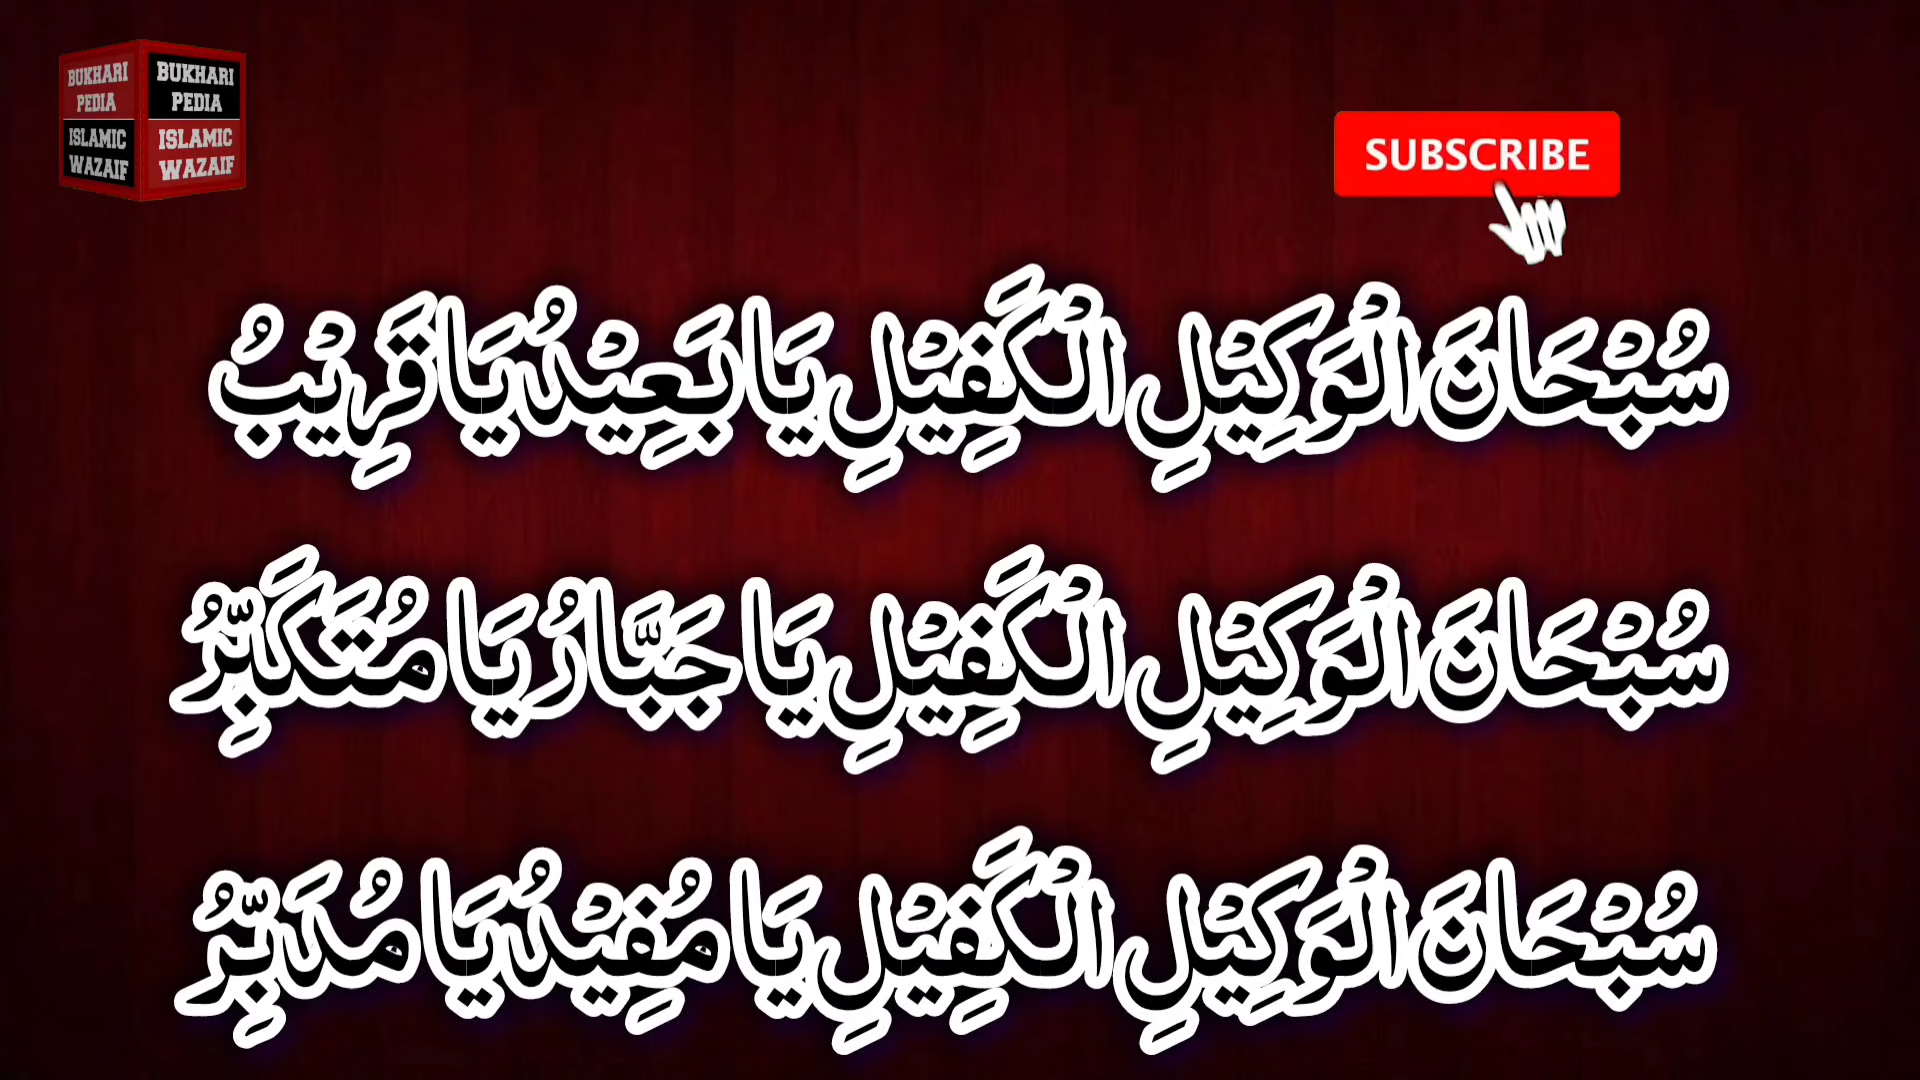 BUKHARI
PEDIA
ISLAMIC
WAZAIF
BUKHARI
PEDIA
ISLAMIC
WAZAIF
SUBSCRIBE
سُبْحَانَ الْوَكِيْلِ الْكَفِيْلِ يَا بَعِيْدُ يَا قَرِيْبُ
سُبْحَانَ الْوَكِيْلِ الْكَفِيْلِ يَا جَبَّارُ يَا مُتَكَبِّرُ
سُبْحَانَ الْوَكِيْلِ الْكَفِيْلِ يَا مُفِيْدُ يَا مُدَبِّرُ